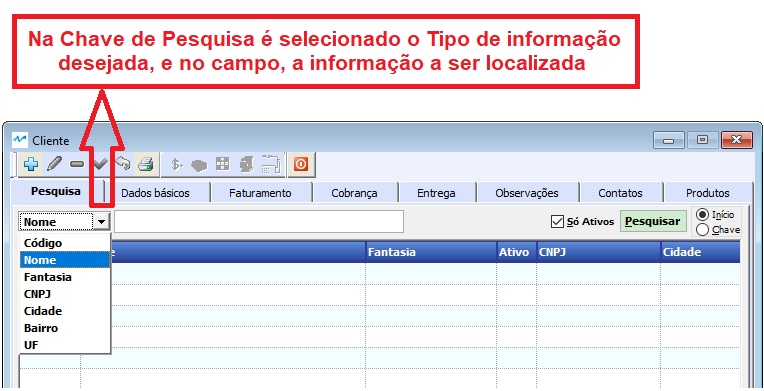 Na Chave de Pesquisa é selecionado o Tipo de informação
desejada, e no campo, a informação a ser localizada
Cliente
Pesquisa Dados básicos Faturamento Cobrança Entrega Observações Contatos Produtos
Nome Só Ativos Pesquisar Início
Chave
Código
Nome
Fantasia
CNPJ
Cidade
Bairro
UF
Fantasia Ativo CNPJ Cidade